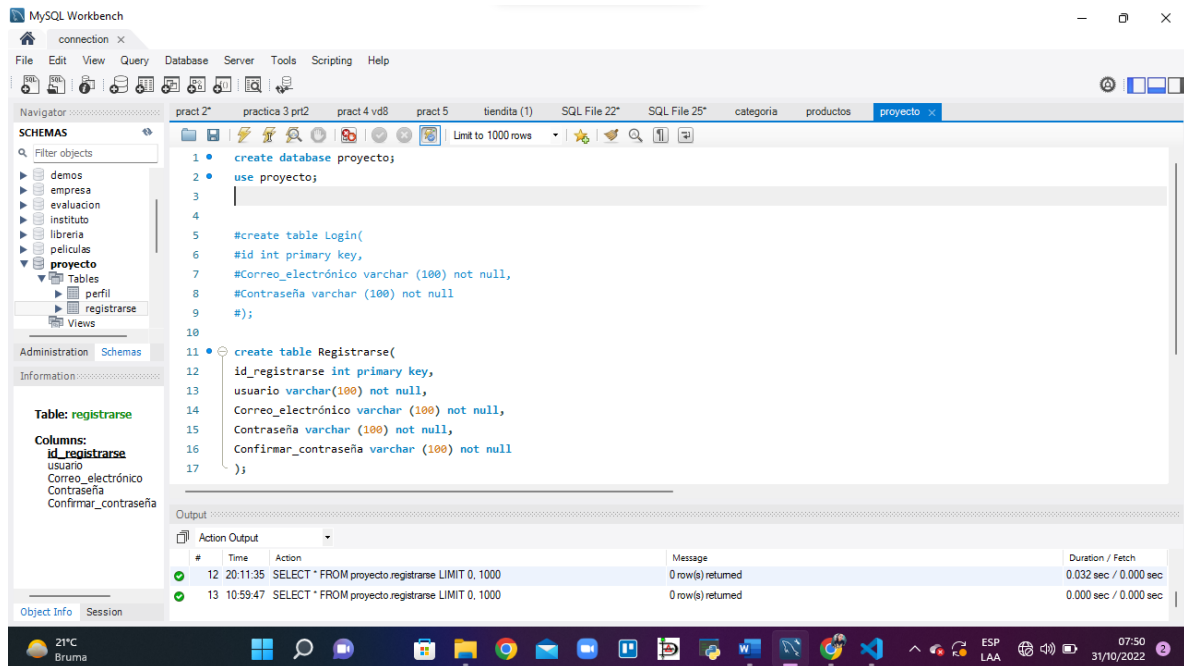 MySQL Workbench
connection ×
File Edit View Query Database Server Tools Scripting Help
Navigator
pract 2* practica 3 prt2 pract 4 vd8 pract 5 tiendita (1) SQL File 22* SQL File 25* categoria productos proyecto ×
SCHEMAS
Limit to 1000 rows
Filter objects
demos
empresa
evaluacion
instituto
libreria
peliculas
proyecto
Tables
perfil
registrarse
Views
Administration Schemas
Information
Table: registrarse
Columns:
id_registrarse
usuario
Correo_electrónico
Contraseña
Confirmar_contraseña
Object Info Session
1 create database proyecto;
2 use proyecto;
3
4
5 #create table Login(
6 #id int primary key,
7 #Correo_electrónico varchar (100) not null,
8 #Contraseña varchar (100) not null
9 #);
10
11 create table Registrarse(
12 id_registrarse int primary key,
13 usuario varchar(100) not null,
14 Correo_electrónico varchar (100) not null,
15 Contraseña varchar (100) not null,
16 Confirmar_contraseña varchar (100) not null
17 );
Output
Action Output
# Time Action Message Duration / Fetch
12 20:11:35 SELECT * FROM proyecto.registrarse LIMIT 0, 1000 0 row(s) returned 0.032 sec / 0.000 sec
13 10:59:47 SELECT * FROM proyecto.registrarse LIMIT 0, 1000 0 row(s) returned 0.000 sec / 0.000 sec
21°C
Bruma
ESP
LAA
07:50
31/10/2022
2